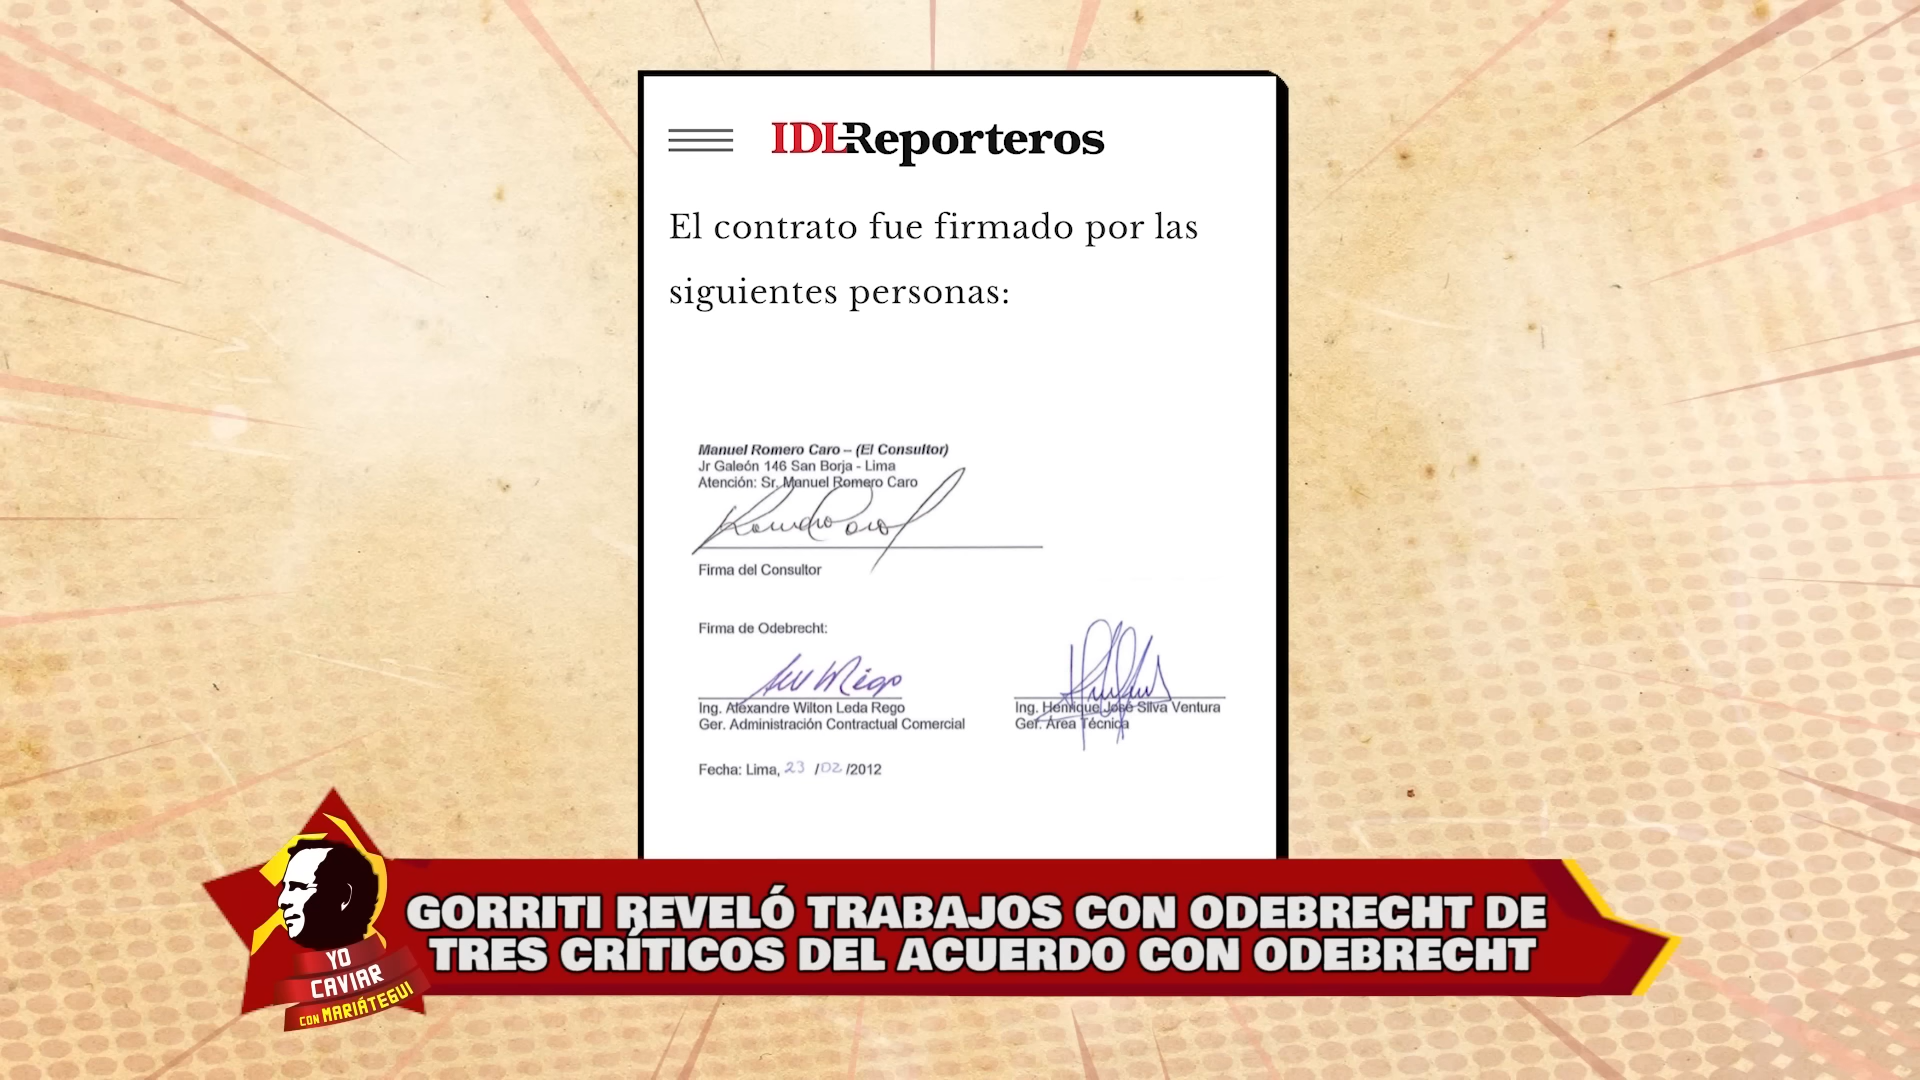 IDLReporteros
El contrato fue firmado por las
siguientes personas:
Manuel Romero Caro – (El Consultor)
Jr Galeón 146 San Borja - Lima
Atención: Sr. Manuel Romero Caro
Romero Caro
Firma del Consultor
Firma de Odebrecht:
Ing. Alexandre Wilton Leda Rego
Ger. Administración Contractual Comercial
Ing. Henrique José Silva Ventura
Ger. Área Técnica
Fecha: Lima, 23 /02 /2012
GORRITI REVELÓ TRABAJOS CON ODEBRECHT DE
TRES CRÍTICOS DEL ACUERDO CON ODEBRECHT
YO
CAVIAR
CON MARIÁTEGUI